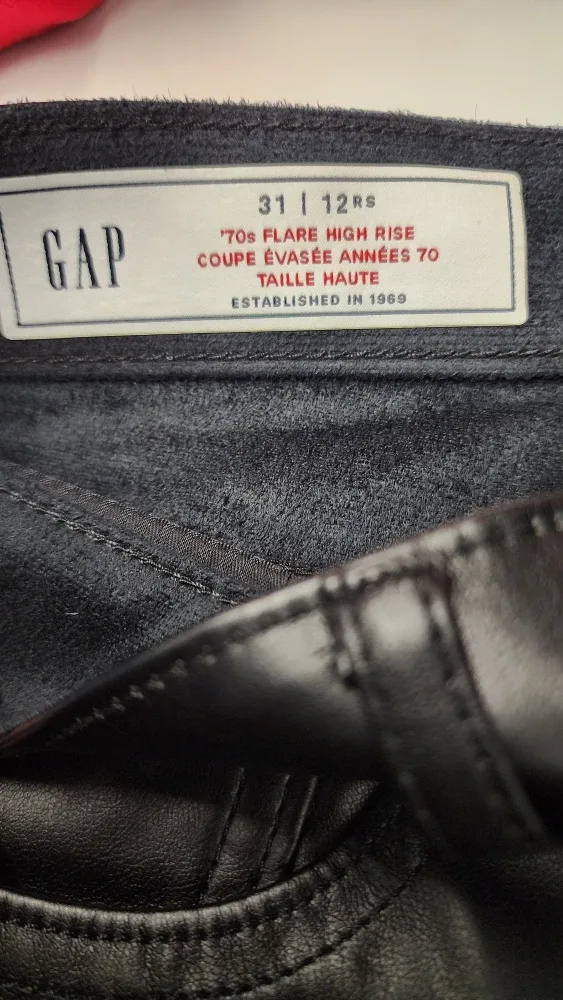 GAP
31 | 12RS
'70s FLARE HIGH RISE
COUPE ÉVASÉE ANNÉES 70
TAILLE HAUTE
ESTABLISHED IN 1969